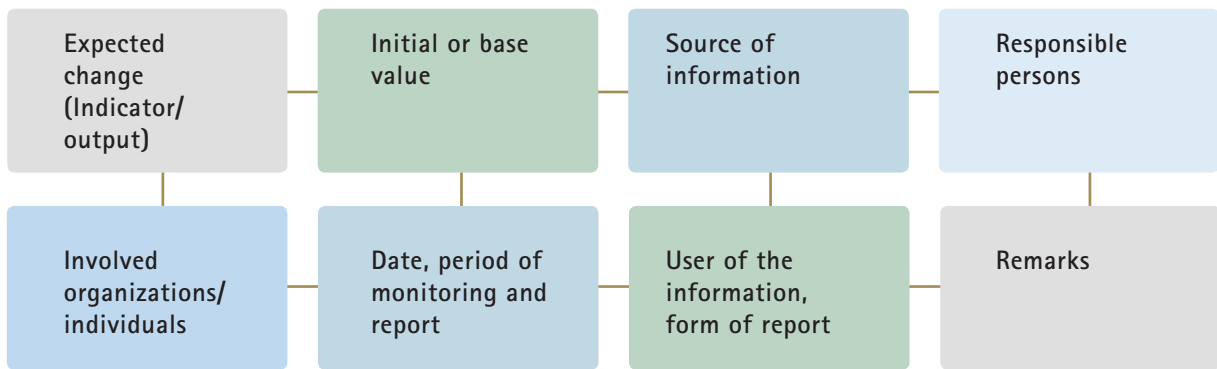 Expected
change
(Indicator/
output)
Initial or base
value
Source of
information
Responsible
persons
Involved
organizations/
individuals
Date, period of
monitoring and
report
User of the
information,
form of report
Remarks